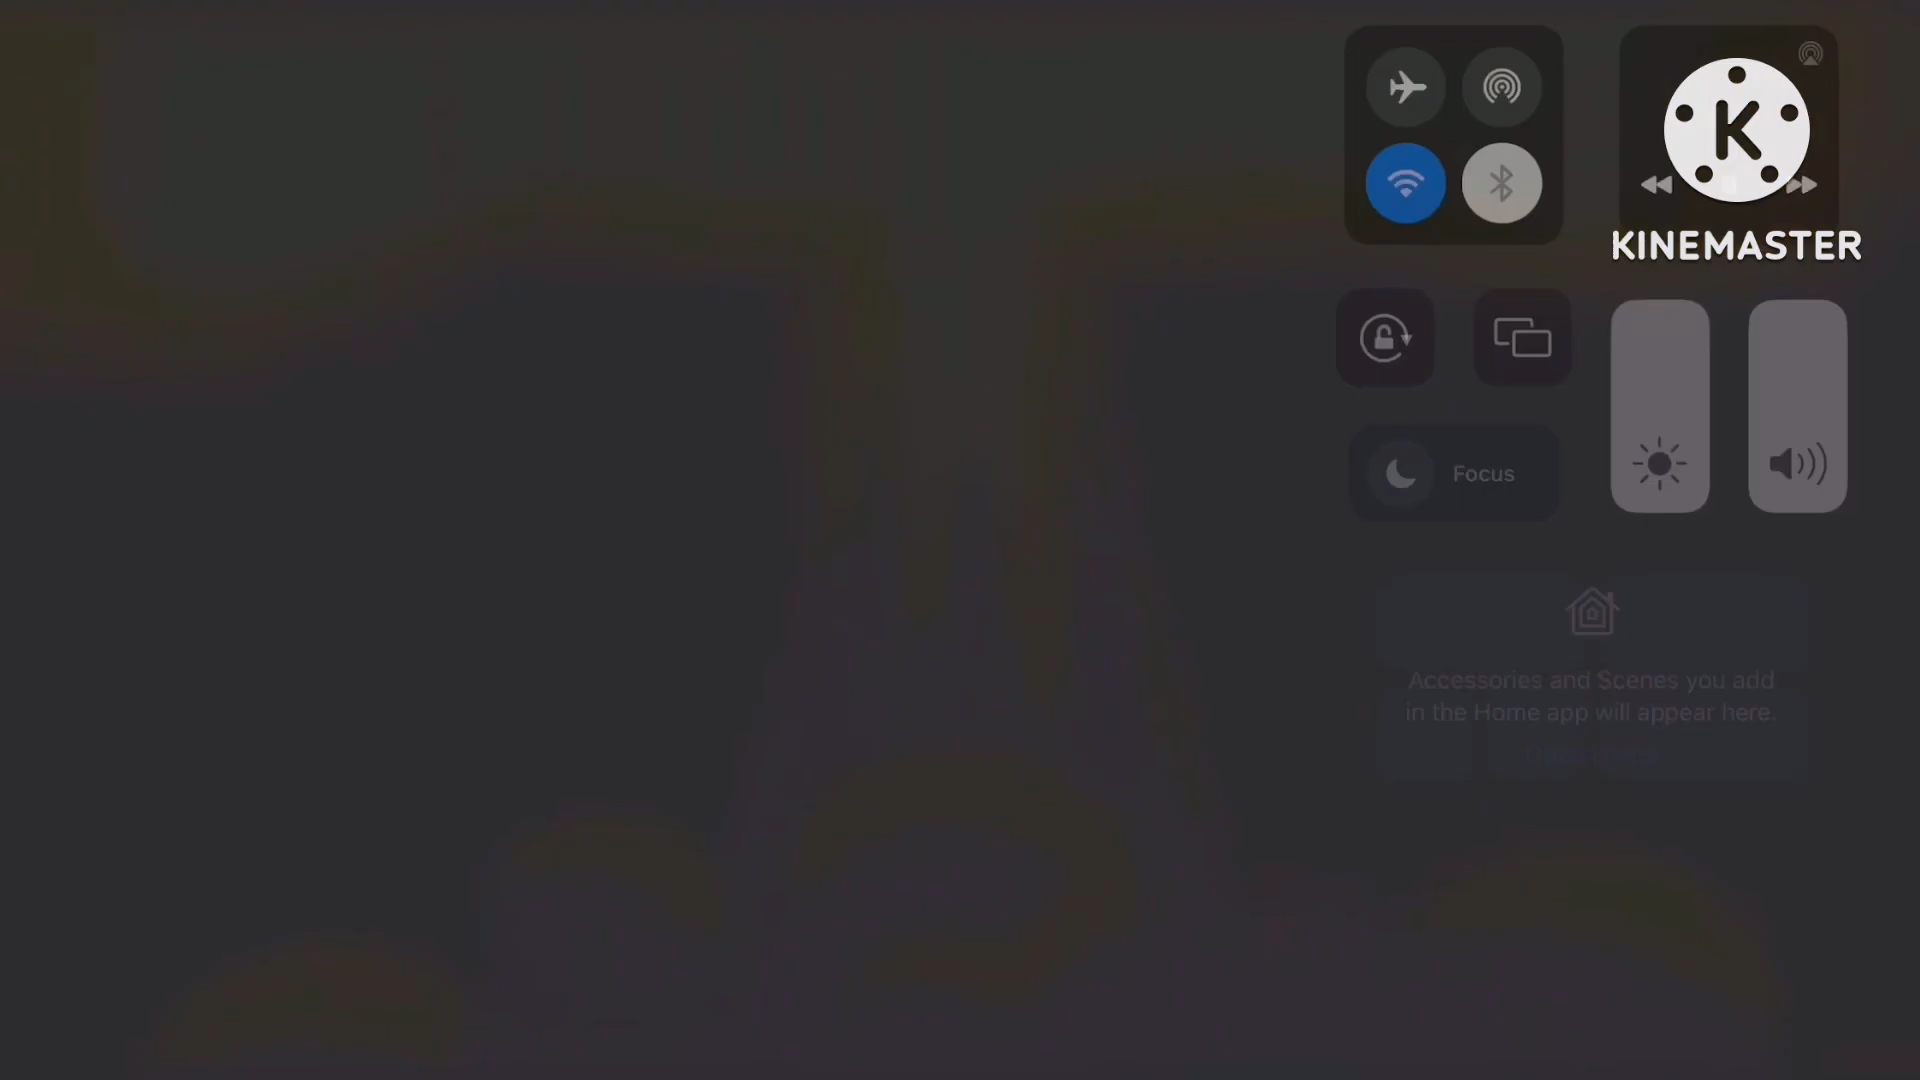 K
KINEMASTER
Focus
Accessories and Scenes you add
in the Home app will appear here.